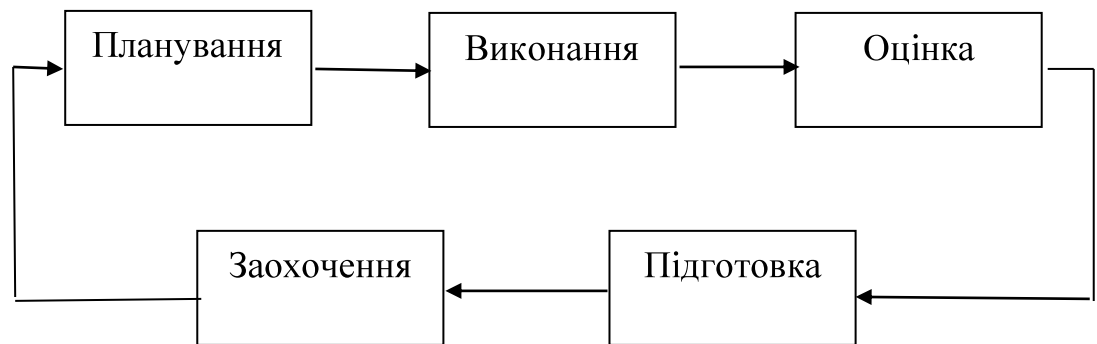 Планування
Виконання
Оцінка
Заохочення
Підготовка